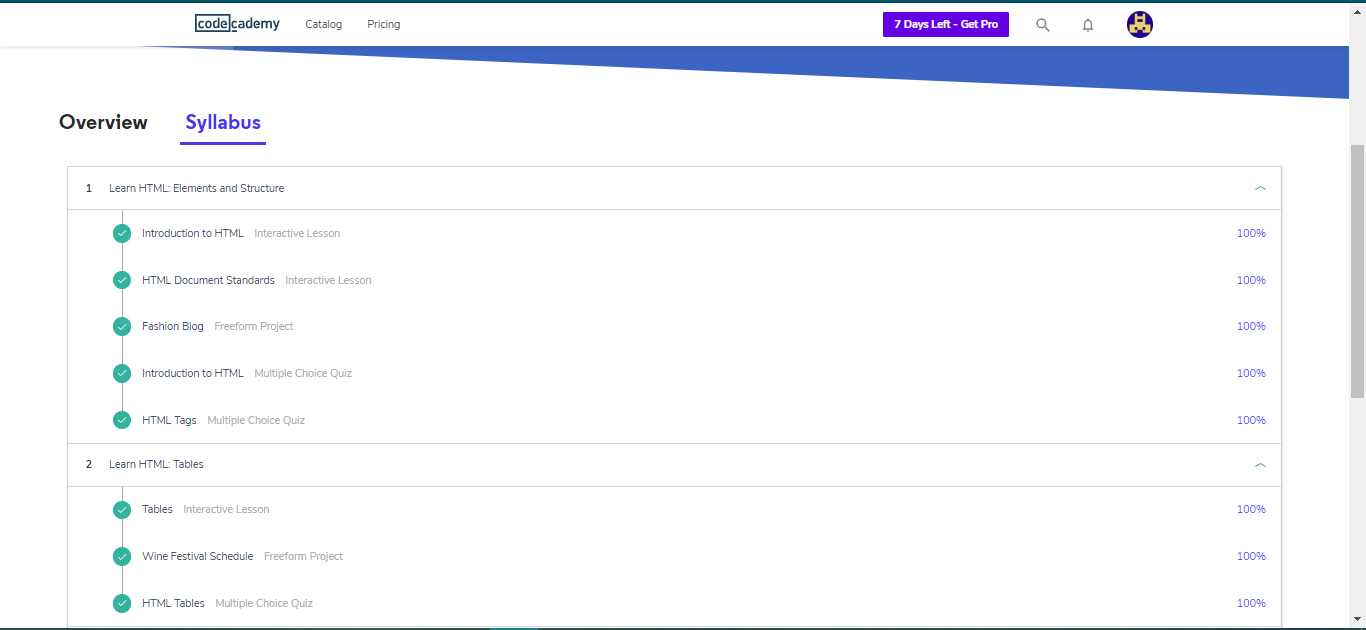 codecademy Catalog Pricing 7 Days Left - Get Pro
Overview Syllabus
1 Learn HTML: Elements and Structure
Introduction to HTML Interactive Lesson 100%
HTML Document Standards Interactive Lesson 100%
Fashion Blog Freeform Project 100%
Introduction to HTML Multiple Choice Quiz 100%
HTML Tags Multiple Choice Quiz 100%
2 Learn HTML: Tables
Tables Interactive Lesson 100%
Wine Festival Schedule Freeform Project 100%
HTML Tables Multiple Choice Quiz 100%